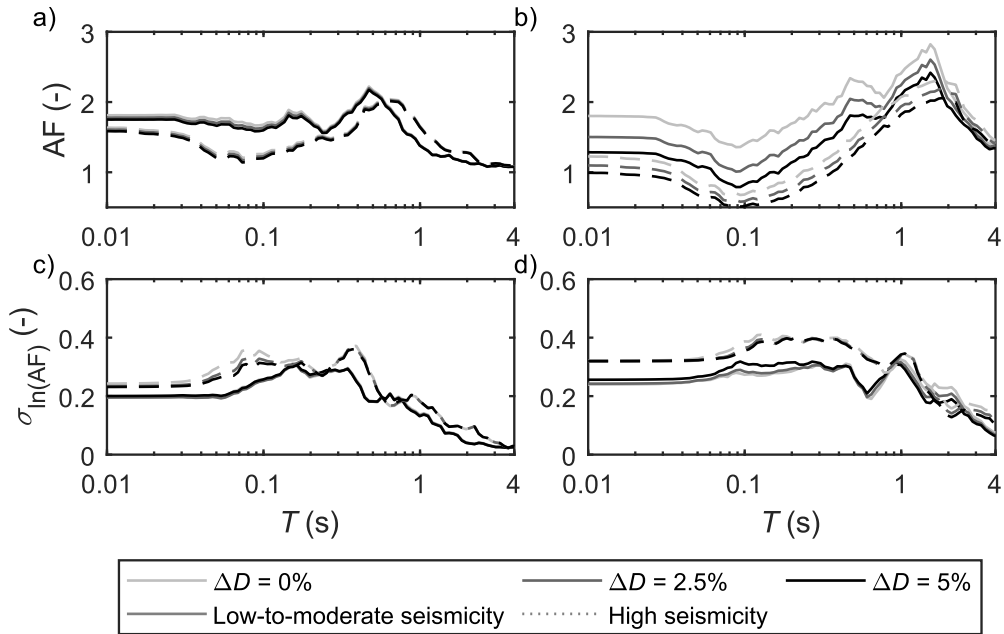 a)
b)
3
2
1
AF (-)
0.01 0.1 1 4
3
2
1
0.01 0.1 1 4
c)
d)
0.6
0.4
0.2
0
σln(AF) (-)
0.01 0.1 1 4
T (s)
0.6
0.4
0.2
0
0.01 0.1 1 4
T (s)
ΔD = 0% ΔD = 2.5% ΔD = 5%
Low-to-moderate seismicity High seismicity